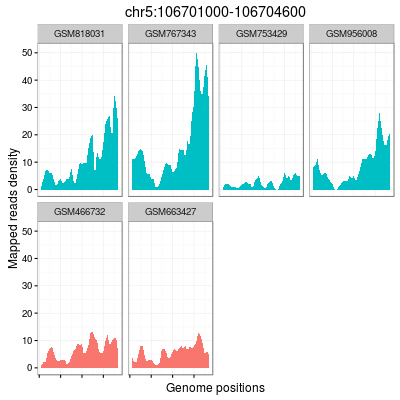 chr5:106701000-106704600
GSM818031 GSM767343 GSM753429 GSM956008
50
40
30
20
10
0
GSM466732 GSM663427
50
40
30
20
10
0
Mapped reads density
Genome positions